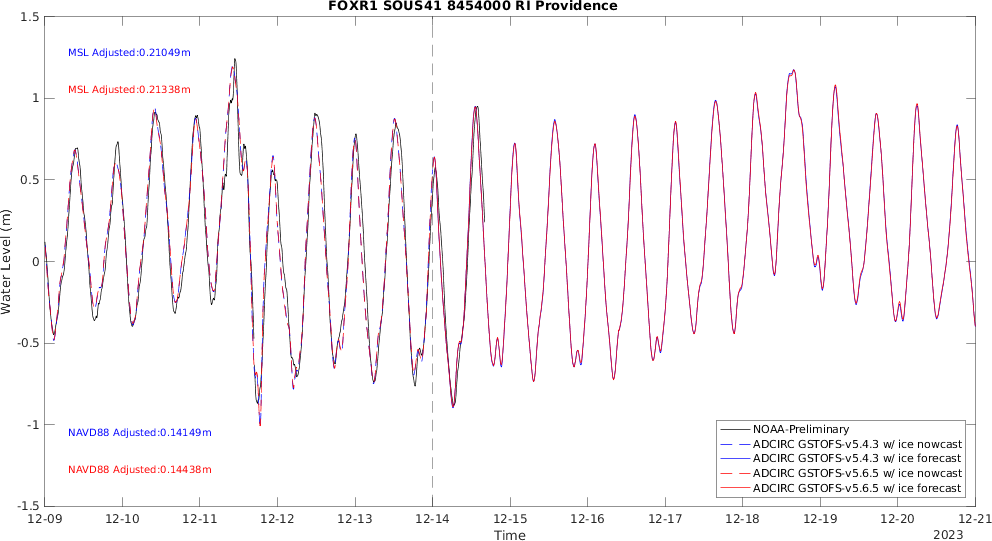 FOXR1 SOUS41 8454000 RI Providence
1.5
1
0.5
0
-0.5
-1
-1.5
Water Level (m)
MSL Adjusted:0.21049m
MSL Adjusted:0.21338m
NAVD88 Adjusted:0.14149m
NAVD88 Adjusted:0.14438m
NOAA-Preliminary
ADCIRC GSTOFS-v5.4.3 w/ ice nowcast
ADCIRC GSTOFS-v5.4.3 w/ ice forecast
ADCIRC GSTOFS-v5.6.5 w/ ice nowcast
ADCIRC GSTOFS-v5.6.5 w/ ice forecast
12-09 12-10 12-11 12-12 12-13 12-14 12-15 12-16 12-17 12-18 12-19 12-20 12-21
Time
2023